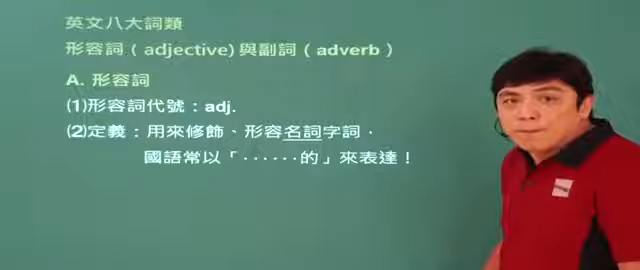 英文八大詞類
形容詞（adjective)與副詞（adverb）
A. 形容詞
⑴形容詞代號：adj.
⑵定義：用來修飾、形容名詞字詞，
國語常以「‧‧‧‧‧‧的」來表達！